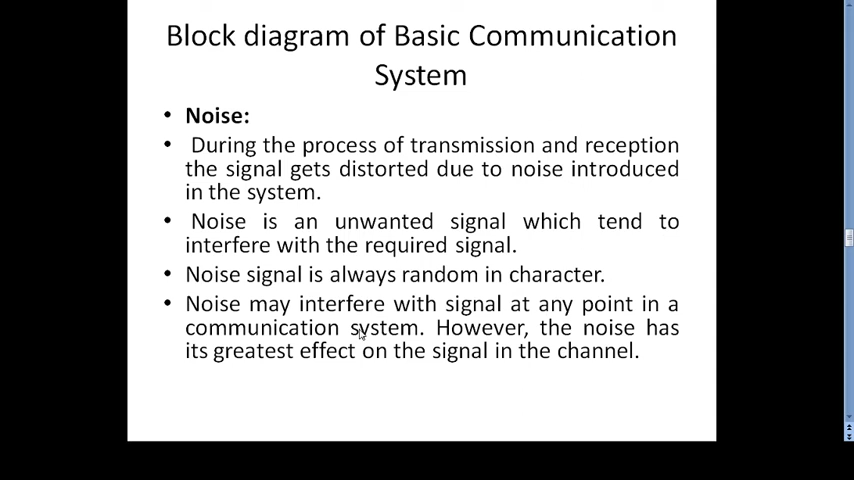 Block diagram of Basic Communication
System
• Noise:
• During the process of transmission and reception
the signal gets distorted due to noise introduced
in the system.
• Noise is an unwanted signal which tend to
interfere with the required signal.
• Noise signal is always random in character.
• Noise may interfere with signal at any point in a
communication system. However, the noise has
its greatest effect on the signal in the channel.